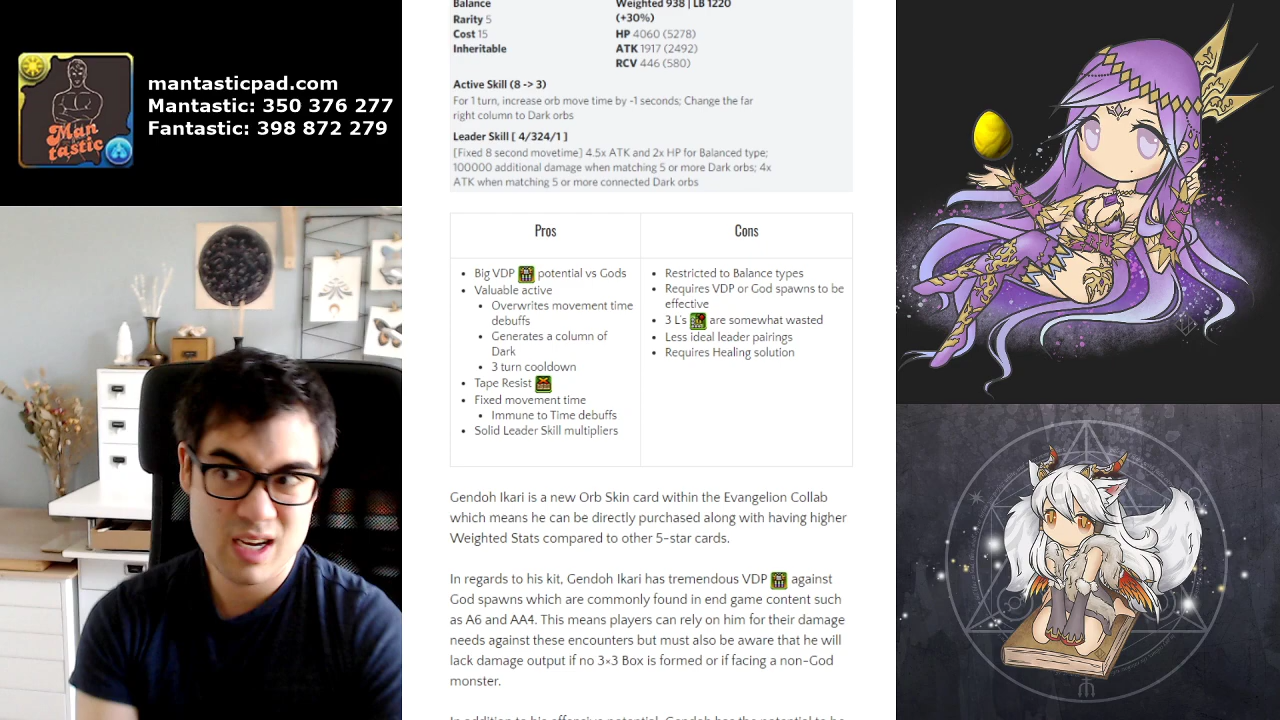 mantasticpad.com
Mantastic: 350 376 277
Fantastic: 398 872 279
Man
tastic
Balance
Rarity 5
Cost 15
Inheritable
Weighted 938 | LB 1220
(+30%)
HP 4060 (5278)
ATK 1917 (2492)
RCV 446 (580)
Active Skill (8 -> 3)
For 1 turn, increase orb move time by -1 seconds; Change the far
right column to Dark orbs
Leader Skill [ 4/324/1 ]
[Fixed 8 second movetime] 4.5x ATK and 2x HP for Balanced type;
100000 additional damage when matching 5 or more Dark orbs; 4x
ATK when matching 5 or more connected Dark orbs
Pros
Big VDP potential vs Gods
Valuable active
Overwrites movement time
debuffs
Generates a column of
Dark
3 turn cooldown
Tape Resist
Fixed movement time
Immune to Time debuffs
Solid Leader Skill multipliers
Cons
Restricted to Balance types
Requires VDP or God spawns to be
effective
3 L's are somewhat wasted
Less ideal leader pairings
Requires Healing solution
Gendoh Ikari is a new Orb Skin card within the Evangelion Collab
which means he can be directly purchased along with having higher
Weighted Stats compared to other 5-star cards.
In regards to his kit, Gendoh Ikari has tremendous VDP against
God spawns which are commonly found in end game content such
as A6 and AA4. This means players can rely on him for their damage
needs against these encounters but must also be aware that he will
lack damage output if no 3×3 Box is formed or if facing a non-God
monster.
In addition to his offensive potential, Gendoh has the potential to be